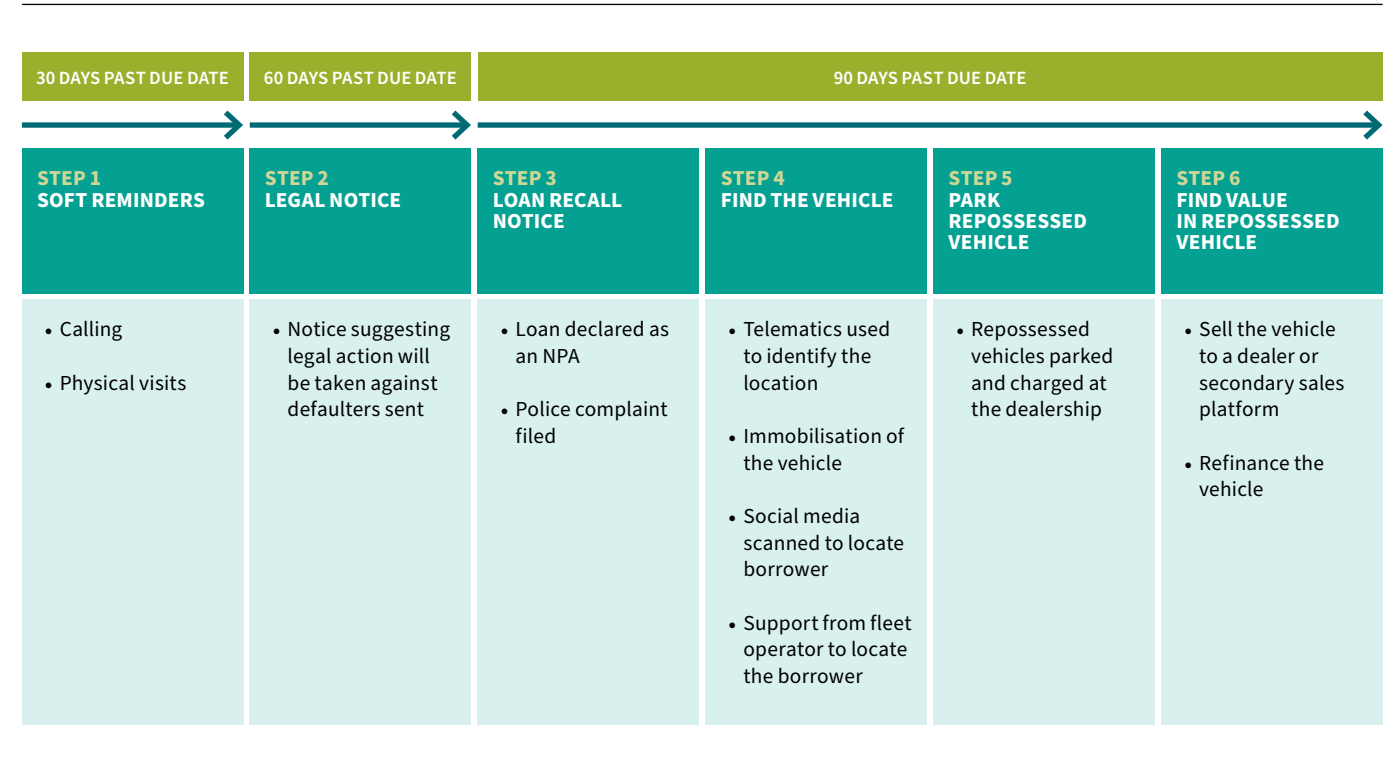 30 DAYS PAST DUE DATE
60 DAYS PAST DUE DATE
90 DAYS PAST DUE DATE
STEP 1
SOFT REMINDERS
• Calling
• Physical visits
STEP 2
LEGAL NOTICE
• Notice suggesting
legal action will
be taken against
defaulters sent
STEP 3
LOAN RECALL
NOTICE
• Loan declared as
an NPA
• Police complaint
filed
STEP 4
FIND THE VEHICLE
• Telematics used
to identify the
location
• Immobilisation of
the vehicle
• Social media
scanned to locate
borrower
• Support from fleet
operator to locate
the borrower
STEP 5
PARK
REPOSSESSED
VEHICLE
• Repossessed
vehicles parked
and charged at
the dealership
STEP 6
FIND VALUE
IN REPOSSESSED
VEHICLE
• Sell the vehicle
to a dealer or
secondary sales
platform
• Refinance the
vehicle